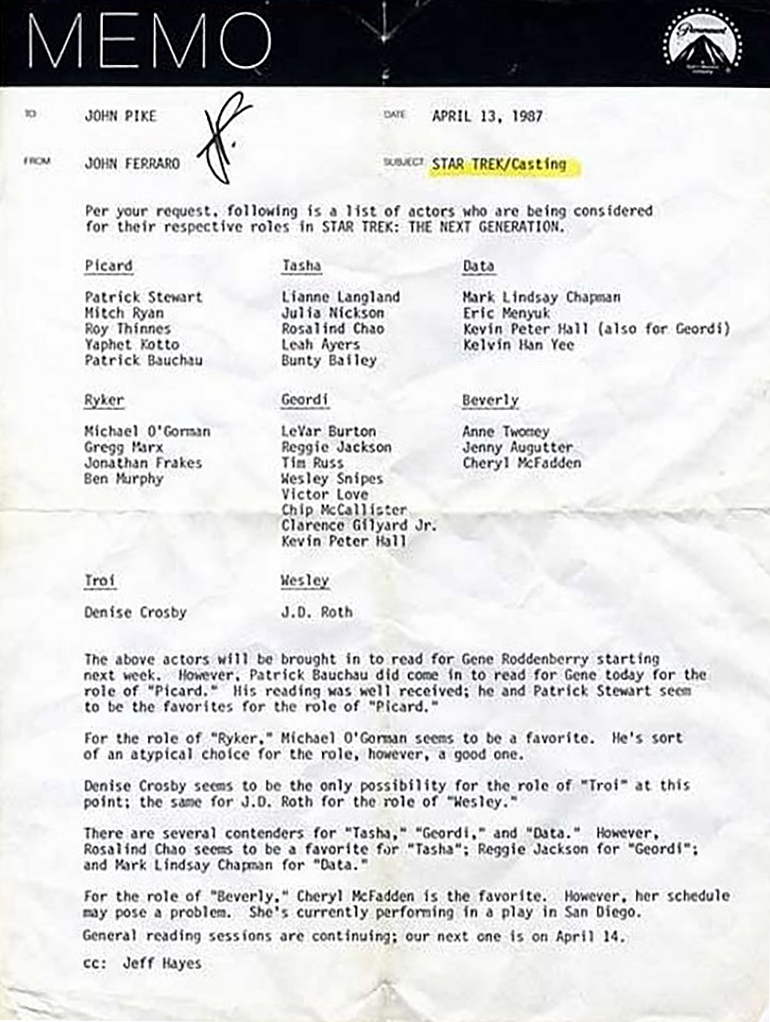 MEMO
Paramount
TO JOHN PIKE DATE APRIL 13, 1987
FROM JOHN FERRARO SUBJECT STAR TREK/Casting
Per your request, following is a list of actors who are being considered
for their respective roles in STAR TREK: THE NEXT GENERATION.
Picard Tasha Data
Patrick Stewart Lianne Langland Mark Lindsay Chapman
Mitch Ryan Julia Nickson Eric Menyuk
Roy Thinnes Rosalind Chao Kevin Peter Hall (also for Geordi)
Yaphet Kotto Leah Ayers Kelvin Han Yee
Patrick Bauchau Bunty Bailey
Ryker Geordi Beverly
Michael O'Gorman LeVar Burton Anne Twomey
Gregg Marx Reggie Jackson Jenny Augutter
Jonathan Frakes Tim Russ Cheryl McFadden
Ben Murphy Wesley Snipes
Victor Love
Chip McCallister
Clarence Gilyard Jr.
Kevin Peter Hall
Troi Wesley
Denise Crosby J.D. Roth
The above actors will be brought in to read for Gene Roddenberry starting
next week. However, Patrick Bauchau did come in to read for Gene today for the
role of "Picard." His reading was well received; he and Patrick Stewart seem
to be the favorites for the role of "Picard."
For the role of "Ryker," Michael O'Gorman seems to be a favorite. He's sort
of an atypical choice for the role, however, a good one.
Denise Crosby seems to be the only possibility for the role of "Troi" at this
point; the same for J.D. Roth for the role of "Wesley."
There are several contenders for "Tasha," "Geordi," and "Data." However,
Rosalind Chao seems to be a favorite for "Tasha"; Reggie Jackson for "Geordi";
and Mark Lindsay Chapman for "Data."
For the role of "Beverly," Cheryl McFadden is the favorite. However, her schedule
may pose a problem. She's currently performing in a play in San Diego.
General reading sessions are continuing; our next one is on April 14.
cc: Jeff Hayes